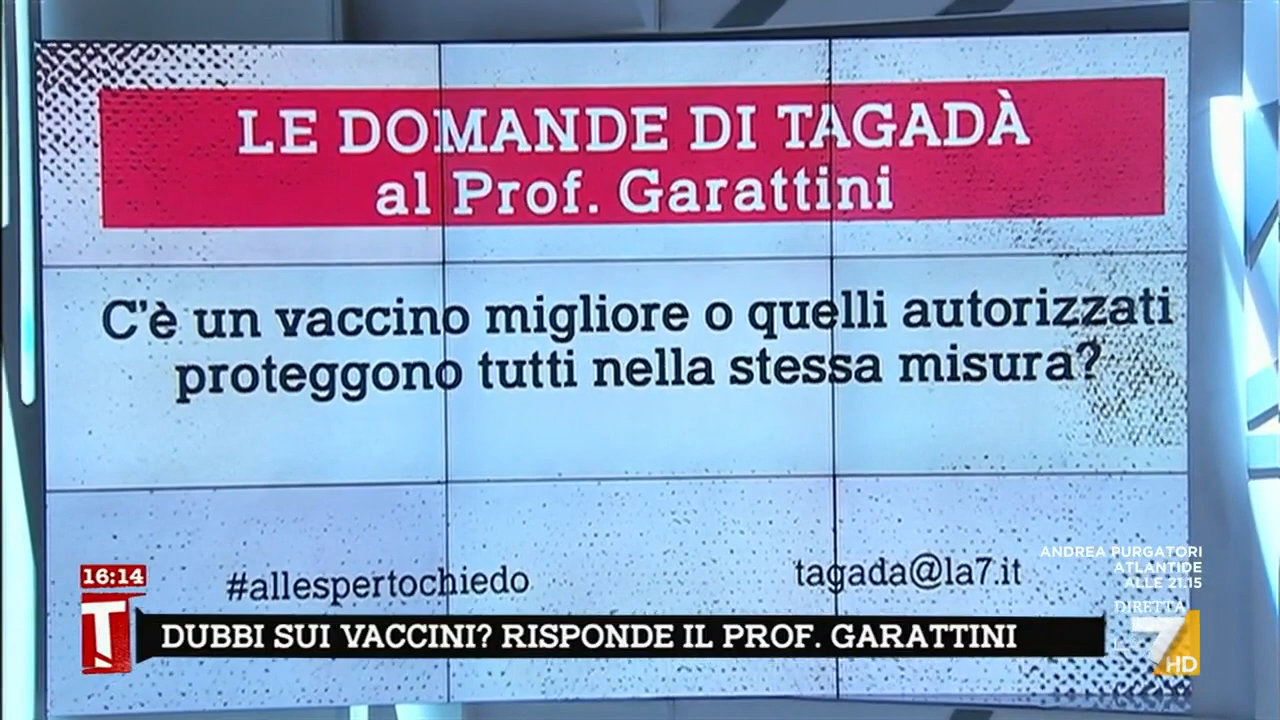 LE DOMANDE DI TAGADÀ
al Prof. Garattini
C'è un vaccino migliore o quelli autorizzati
proteggono tutti nella stessa misura?
#allespertochiedo
tagada@la7.it
ANDREA PURGATORI
ATLANTIDE
ALLE 21.15
DIRETTA
16:14
T
DUBBI SUI VACCINI? RISPONDE IL PROF. GARATTINI
7
HD